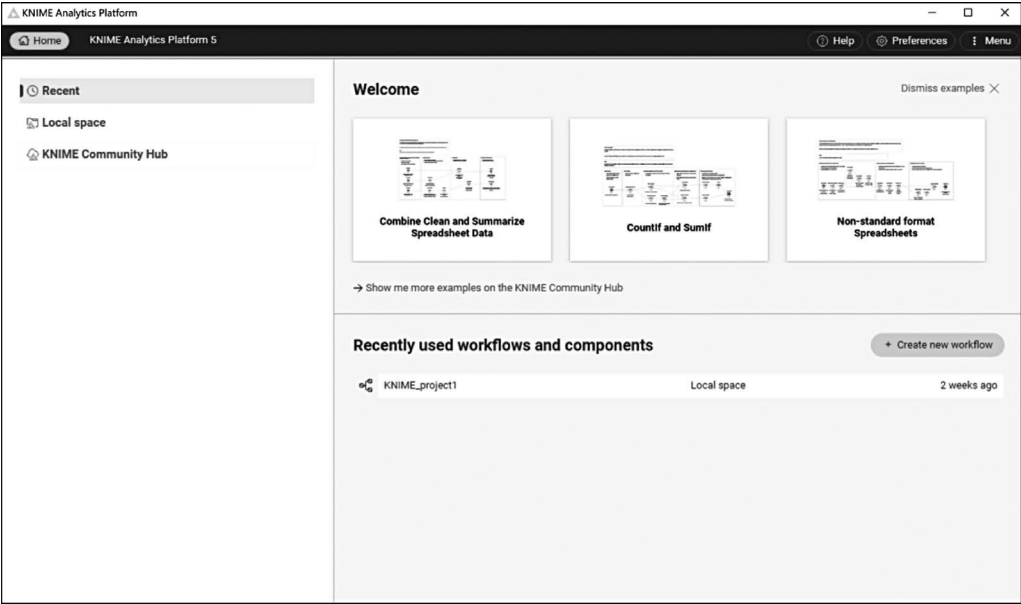 KNIME Analytics Platform
Home
KNIME Analytics Platform 5
Help
Preferences
Menu
Recent
Local space
KNIME Community Hub
Welcome
Dismiss examples
Combine Clean and Summarize
Spreadsheet Data
CountIf and SumIf
Non-standard format
Spreadsheets
→ Show me more examples on the KNIME Community Hub
Recently used workflows and components
+ Create new workflow
KNIME_project1
Local space
2 weeks ago